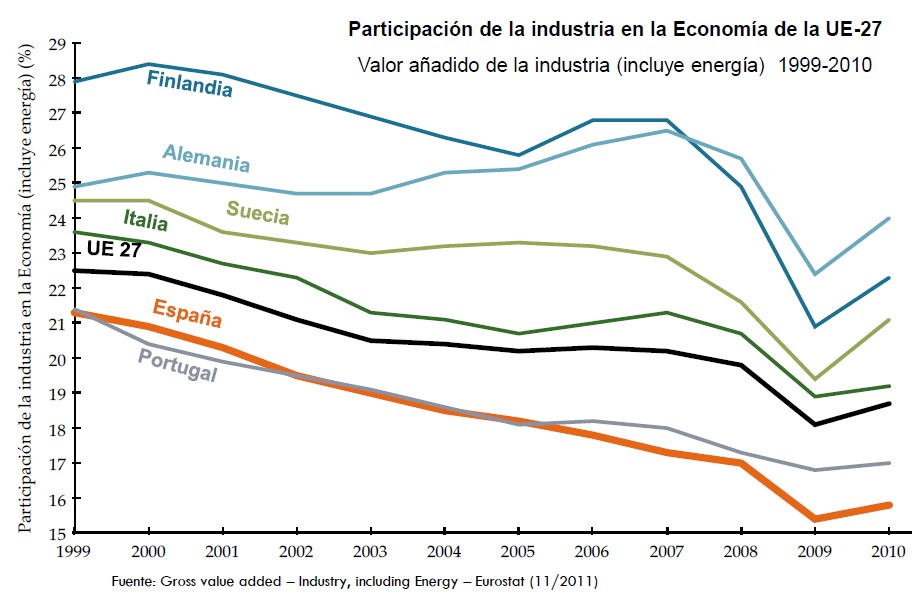 Participación de la industria en la Economía de la UE-27
Valor añadido de la industria (incluye energía) 1999-2010
Participación de la industria en la Economía (incluye energía) (%)
29
28
27
26
25
24
23
22
21
20
19
18
17
16
15
Finlandia
Alemania
Suecia
Italia
UE 27
España
Portugal
1999 2000 2001 2002 2003 2004 2005 2006 2007 2008 2009 2010
Fuente: Gross value added – Industry, including Energy – Eurostat (11/2011)